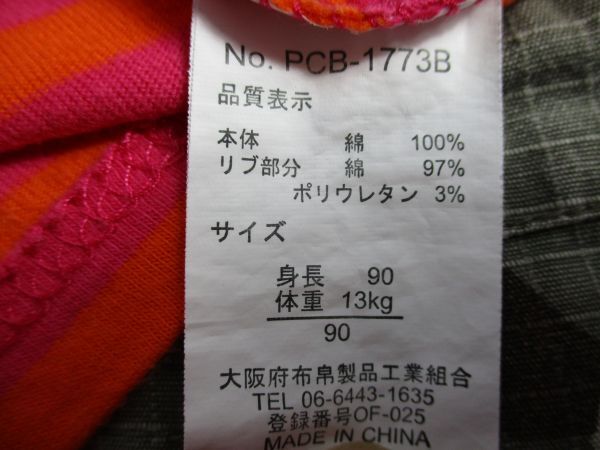 No. PCB-1773B
品質表示
本体 綿 100%
リブ部分 綿 97%
ポリウレタン 3%
サイズ
身長 90
体重 13kg
90
大阪府布帛製品工業組合
TEL 06-6443-1635
登録番号OF-025
MADE IN CHINA